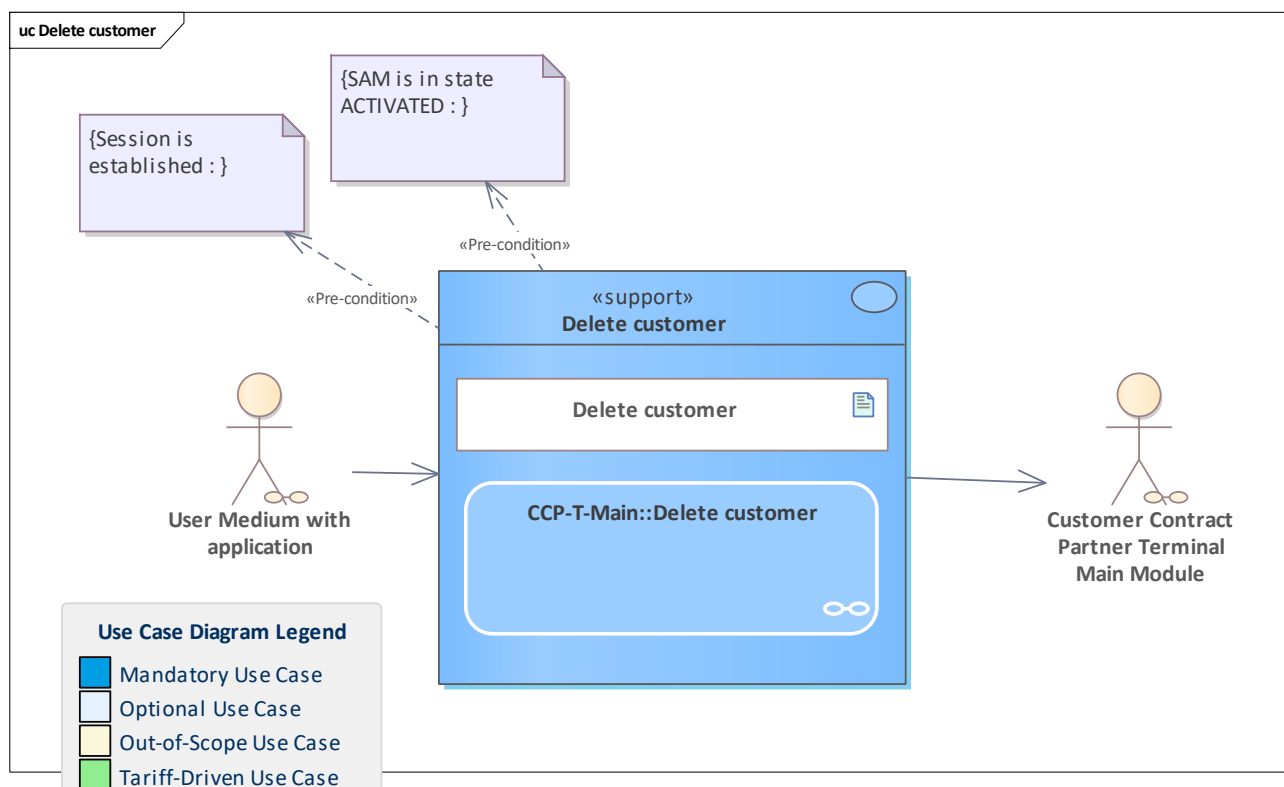 uc Delete customer
{SAM is in state
ACTIVATED : }
{Session is
established : }
«Pre-condition»
«Pre-condition»
«support»
Delete customer
Delete customer
CCP-T-Main::Delete customer
User Medium with
application
Customer Contract
Partner Terminal
Main Module
Use Case Diagram Legend
Mandatory Use Case
Optional Use Case
Out-of-Scope Use Case
Tariff-Driven Use Case